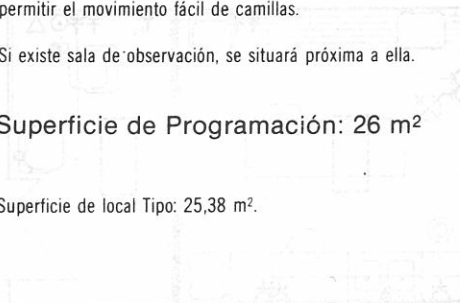 permitir el movimiento fácil de camillas.
Si existe sala de observación, se situará próxima a ella.
Superficie de Programación: 26 m²
Superficie de local Tipo: 25,38 m².